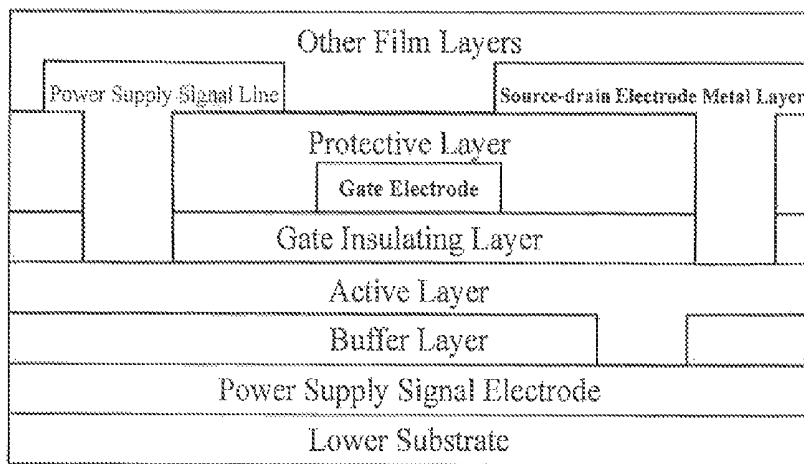 Other Film Layers
Power Supply Signal Line
Source-drain Electrode Metal Layer
Protective Layer
Gate Electrode
Gate Insulating Layer
Active Layer
Buffer Layer
Power Supply Signal Electrode
Lower Substrate